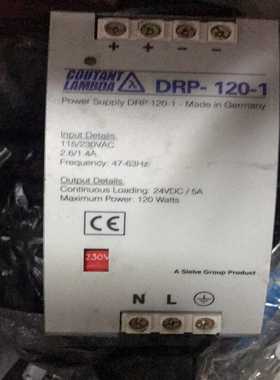 + + − −
COUTANT
LAMBDA λ DRP- 120-1
Power Supply DRP-120-1 - Made in Germany
Input Details:
115/230VAC
2.6/1.4A
Frequency: 47-63Hz
Output Details:
Continuous Loading: 24VDC / 5A
Maximum Power: 120 Watts
CE
230V
A Siebe Group Product
N L